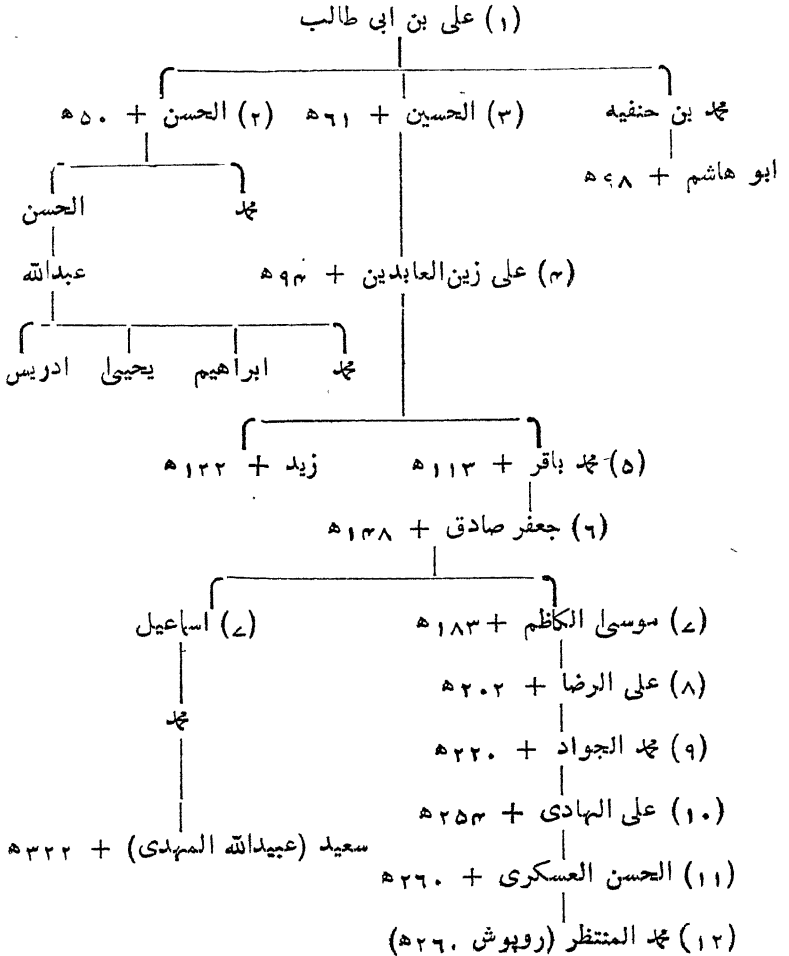 (۱) علی بن ابی طالب
محمد بن حنفیه (۳) الحسین + ۶۱ھ (۲) الحسن + ۵۰ھ
ابو هاشم + ۹۸ھ
محمد الحسن
(۴) علی زین العابدین + ۹۴ھ عبدالله
محمد ابراهیم یحییٰ ادریس
(۵) محمد باقر + ۱۱۳ھ زید + ۱۲۲ھ
(۶) جعفر صادق + ۱۴۸ھ
(۷) موسیٰ الکاظم + ۱۸۳ھ (۷) اسماعیل
(۸) علی الرضا + ۲۰۲ھ
محمد
(۹) محمد الجواد + ۲۲۰ھ
(۱۰) علی الہادی + ۲۵۴ھ
سعید (عبیدالله المہدی) + ۳۲۲ھ
(۱۱) الحسن العسکری + ۲۶۰ھ
(۱۲) محمد المنتظر (روپوش ۲۶۰ھ)